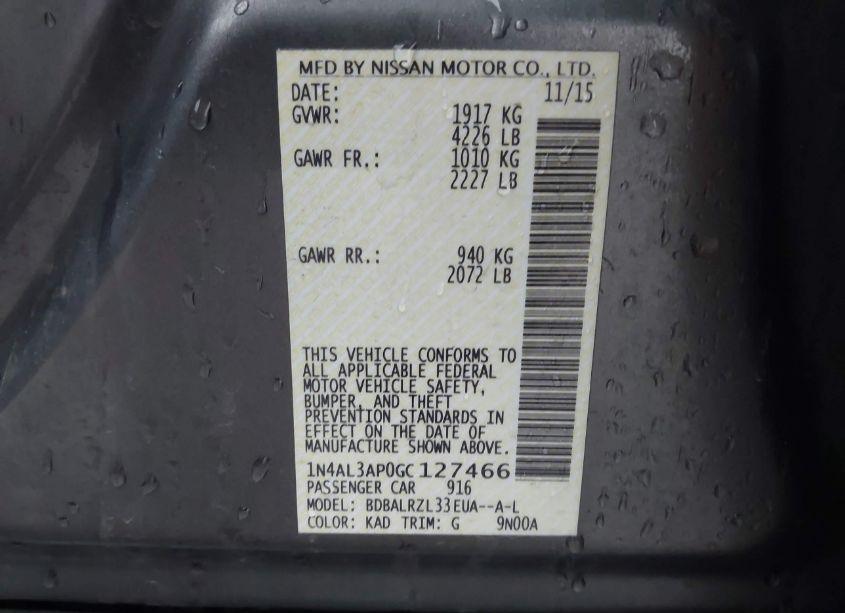 MFD BY NISSAN MOTOR CO., LTD.
DATE: 11/15
GVWR: 1917 KG
4226 LB
GAWR FR.: 1010 KG
2227 LB
GAWR RR.: 940 KG
2072 LB
THIS VEHICLE CONFORMS TO
ALL APPLICABLE FEDERAL
MOTOR VEHICLE SAFETY,
BUMPER, AND THEFT
PREVENTION STANDARDS IN
EFFECT ON THE DATE OF
MANUFACTURE SHOWN ABOVE.
1N4AL3AP0GC127466
PASSENGER CAR 916
MODEL: BDBALRZL33EUA--A-L
COLOR: KAD TRIM: G 9N00A